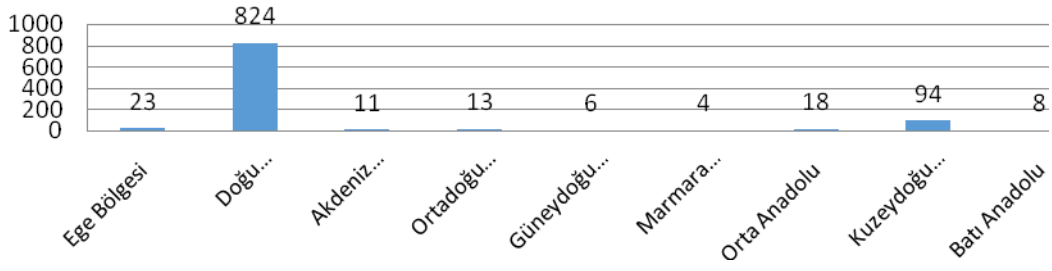 1000
800
600
400
200
0
23
824
11
13
6
4
18
94
8
Ege Bölgesi
Doğu...
Akdeniz...
Ortadoğu...
Güneydoğu...
Marmara...
Orta Anadolu
Kuzeydoğu...
Batı Anadolu